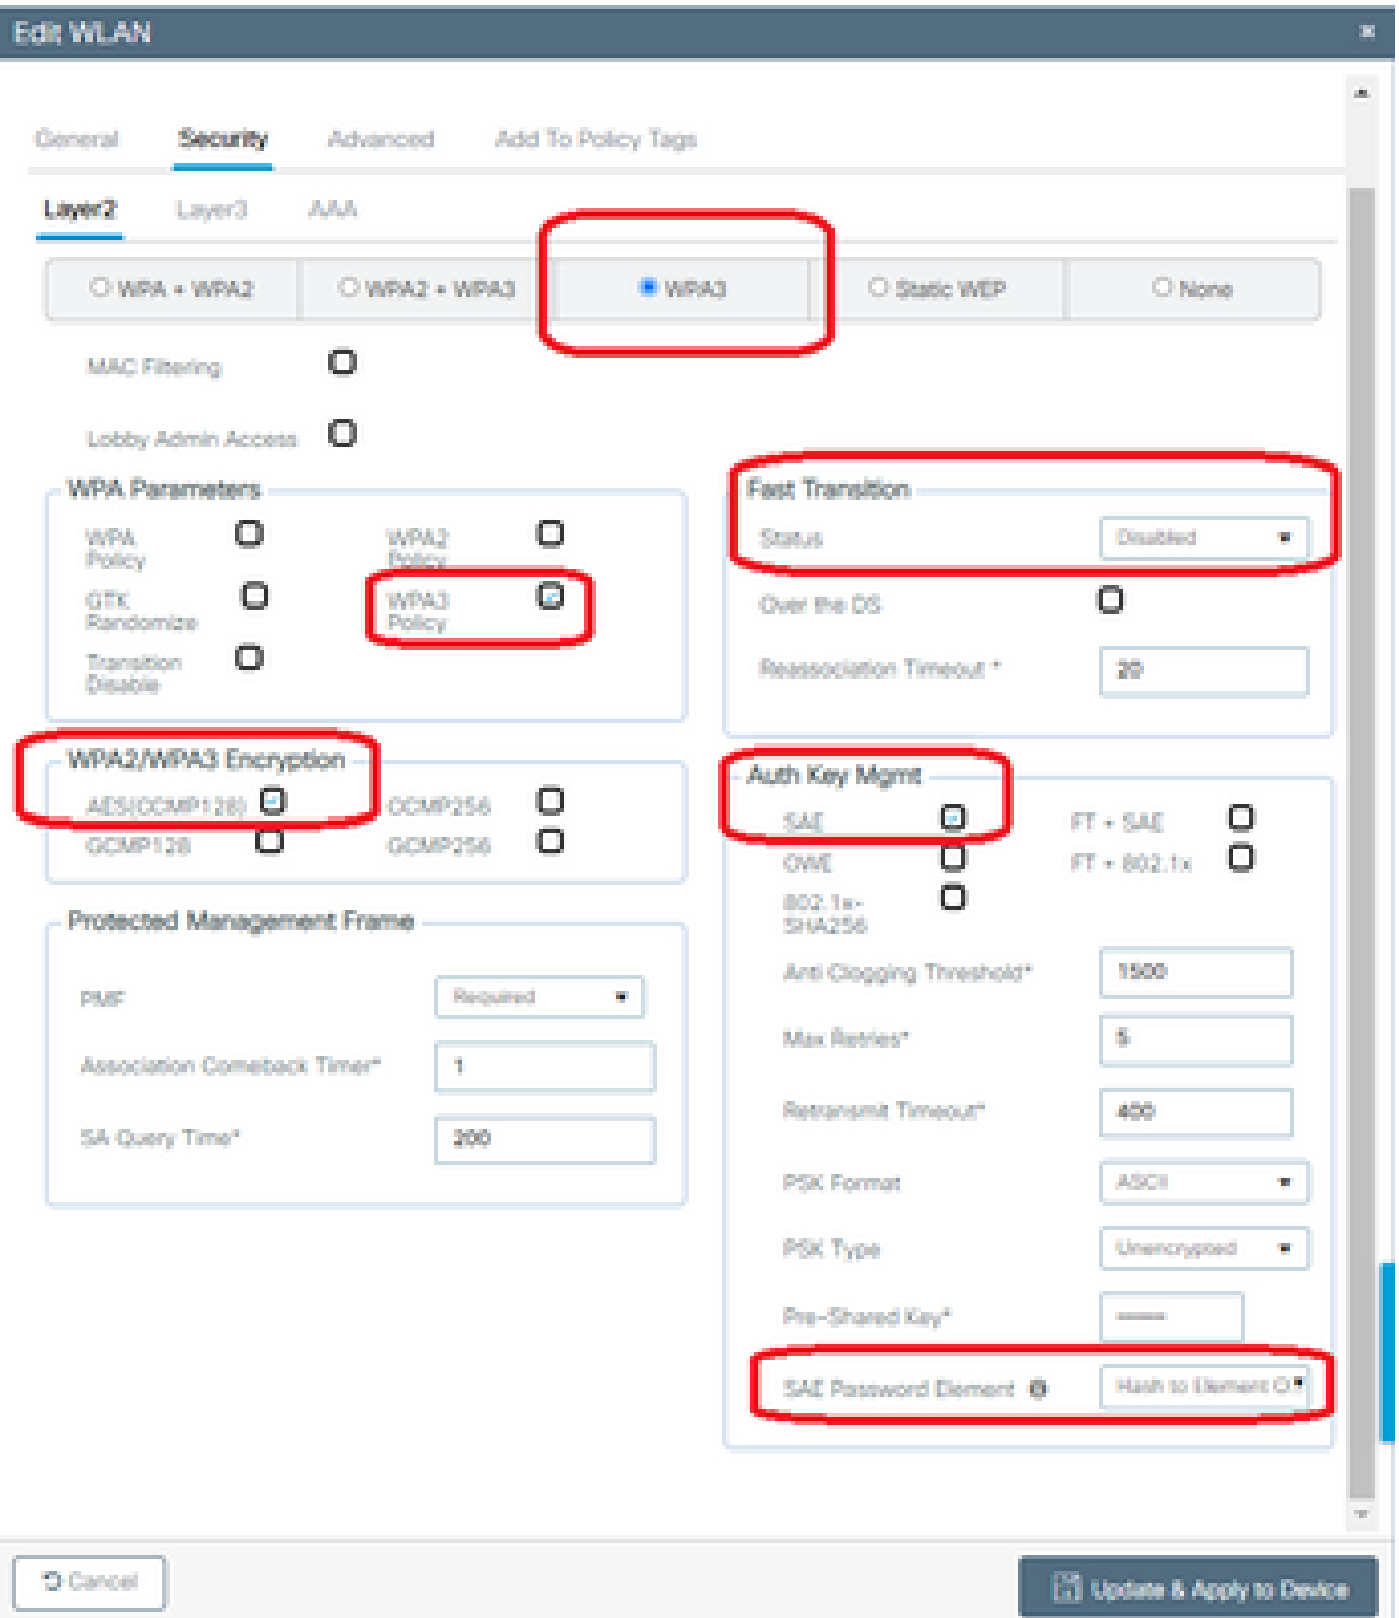 Edit WLAN
General Security Advanced Add To Policy Tags
Layer2 Layer3 AAA
WPA + WPA2 WPA2 + WPA3 WPA3 Static WEP None
MAC Filtering
Lobby Admin Access
WPA Parameters
WPA Policy
WPA2 Policy
GTK Randomize
WPA3 Policy
Transition Disable
Fast Transition
Status Disabled
Over the DS
Reassociation Timeout * 20
WPA2/WPA3 Encryption
AES(CCMP128) CCMP256
GCMP128 GCMP256
Protected Management Frame
PMF Required
Association Comeback Timer* 1
SA Query Time* 200
Auth Key Mgmt
SAE FT + SAE
OWE FT + 802.1x
802.1x-
SHA256
Anti Clogging Threshold* 1500
Max Retries* 5
Retransmit Timeout* 400
PSK Format ASCII
PSK Type Unencrypted
Pre-Shared Key*
SAE Password Element Hash to Element O
Cancel Update & Apply to Device